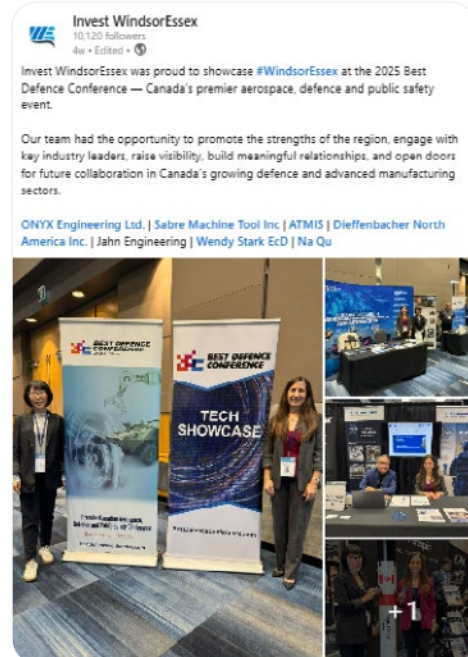 Invest WindsorEssex
10,120 followers
4w • Edited •
Invest WindsorEssex was proud to showcase #WindsorEssex at the 2025 Best
Defence Conference — Canada's premier aerospace, defence and public safety
event.
Our team had the opportunity to promote the strengths of the region, engage with
key industry leaders, raise visibility, build meaningful relationships, and open doors
for future collaboration in Canada's growing defence and advanced manufacturing
sectors.
ONYX Engineering Ltd. | Sabre Machine Tool Inc | ATMIS | Dieffenbacher North
America Inc. | Jahn Engineering | Wendy Stark EcD | Na Qu
BEST DEFENCE
CONFERENCE
BEST DEFENCE
CONFERENCE
TECH
SHOWCASE
+1